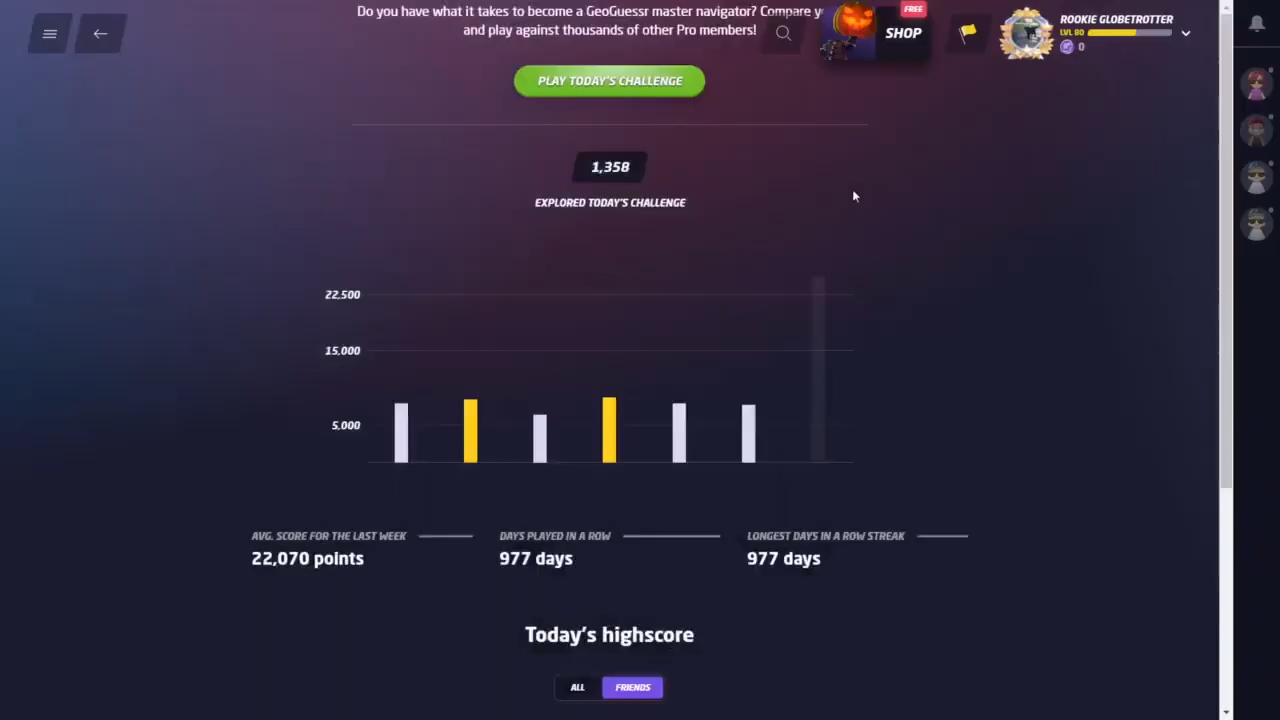 Do you have what it takes to become a GeoGuessr master navigator? Compare
and play against thousands of other Pro members!
FREE
SHOP
ROOKIE GLOBETROTTER
LVL 80
0
PLAY TODAY'S CHALLENGE
1,358
EXPLORED TODAY'S CHALLENGE
22,500
15,000
5,000
AVG. SCORE FOR THE LAST WEEK
22,070 points
DAYS PLAYED IN A ROW
977 days
LONGEST DAYS IN A ROW STREAK
977 days
Today's highscore
ALL
FRIENDS